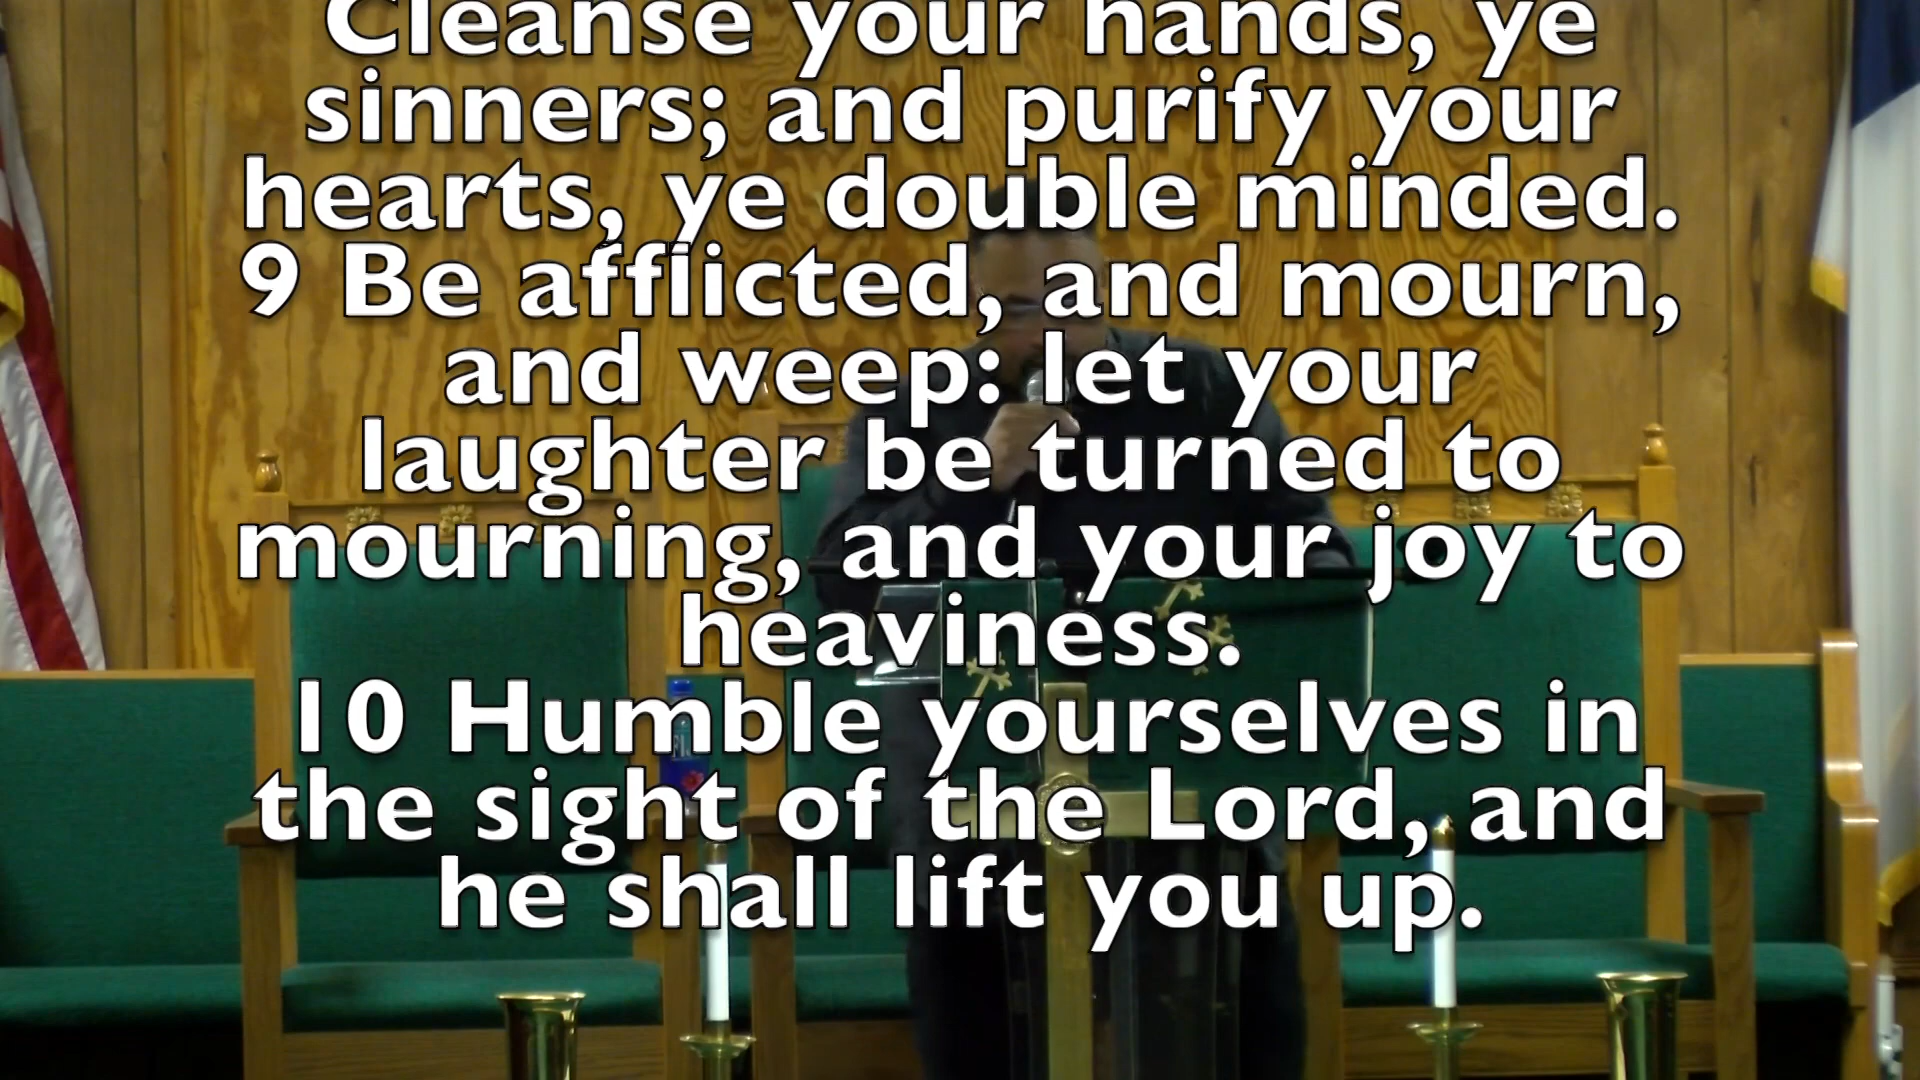 Cleanse your hands, ye
sinners; and purify your
hearts, ye double minded.
9 Be afflicted, and mourn,
and weep: let your
laughter be turned to
mourning, and your joy to
heaviness.
10 Humble yourselves in
the sight of the Lord, and
he shall lift you up.